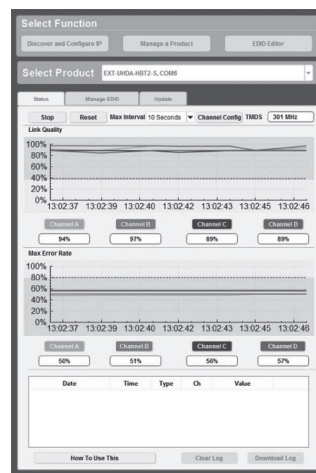 Select Function
Discover and Configure IP Manage a Product EDID Editor
Select Product EXT-UHDA-HBT2-S, COM6
Status Manage EDID Update
Stop Reset Max Interval 10 Seconds Channel Config TMDS 301 MHz
Link Quality
100%
80%
60%
40%
20%
0%
13:02:37 13:02:39 13:02:40 13:02:42 13:02:43 13:02:45 13:02:46
Channel A Channel B Channel C Channel D
94% 97% 89% 89%
Max Error Rate
100%
80%
60%
40%
20%
0%
13:02:37 13:02:39 13:02:40 13:02:42 13:02:43 13:02:45 13:02:46
Channel A Channel B Channel C Channel D
50% 51% 56% 57%
Date Time Type Ch Value
How To Use This Clear Log Download Log